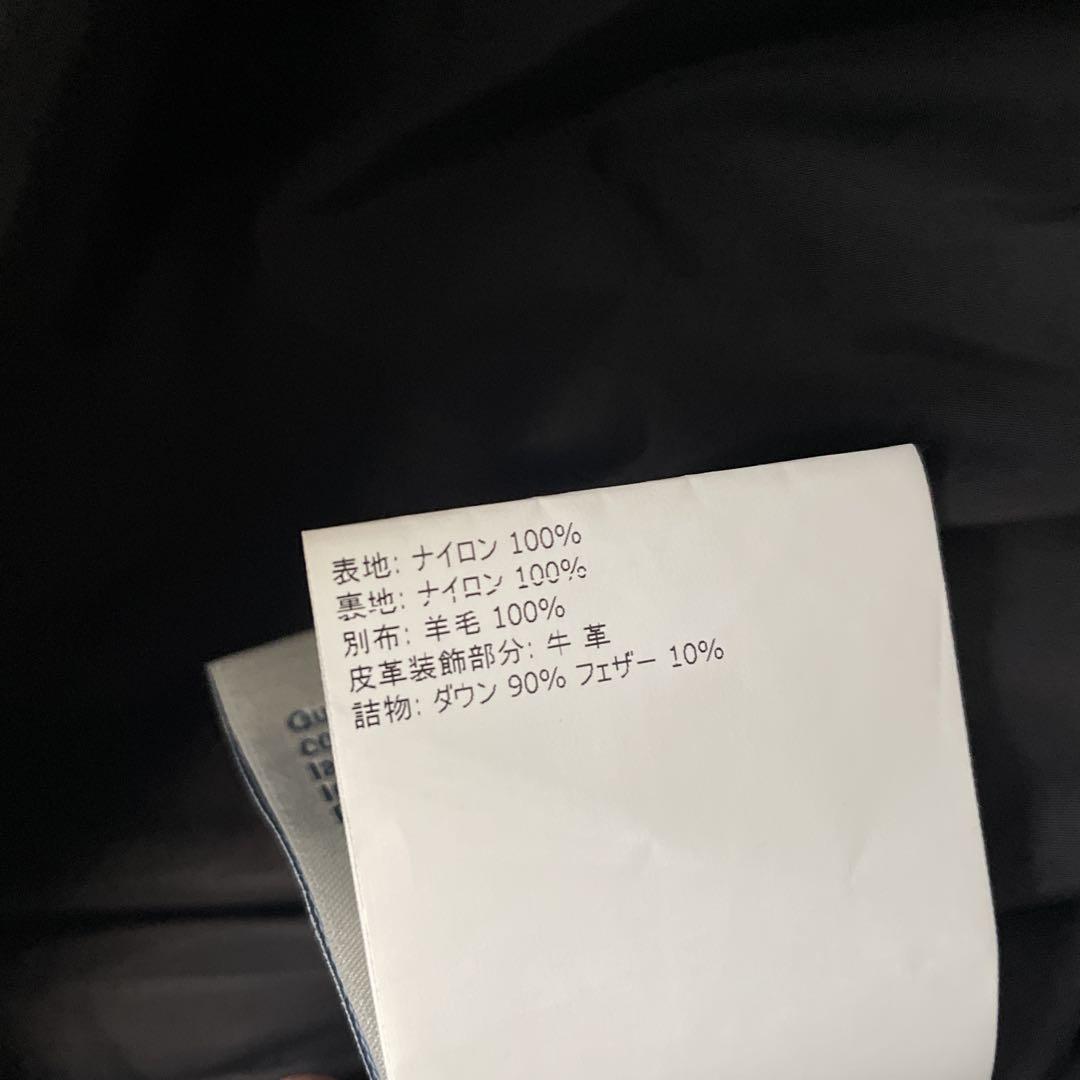 表地: ナイロン 100%
裏地: ナイロン 100%
別布: 羊毛 100%
皮革装飾部分: 牛 革
詰物: ダウン 90% フェザー 10%